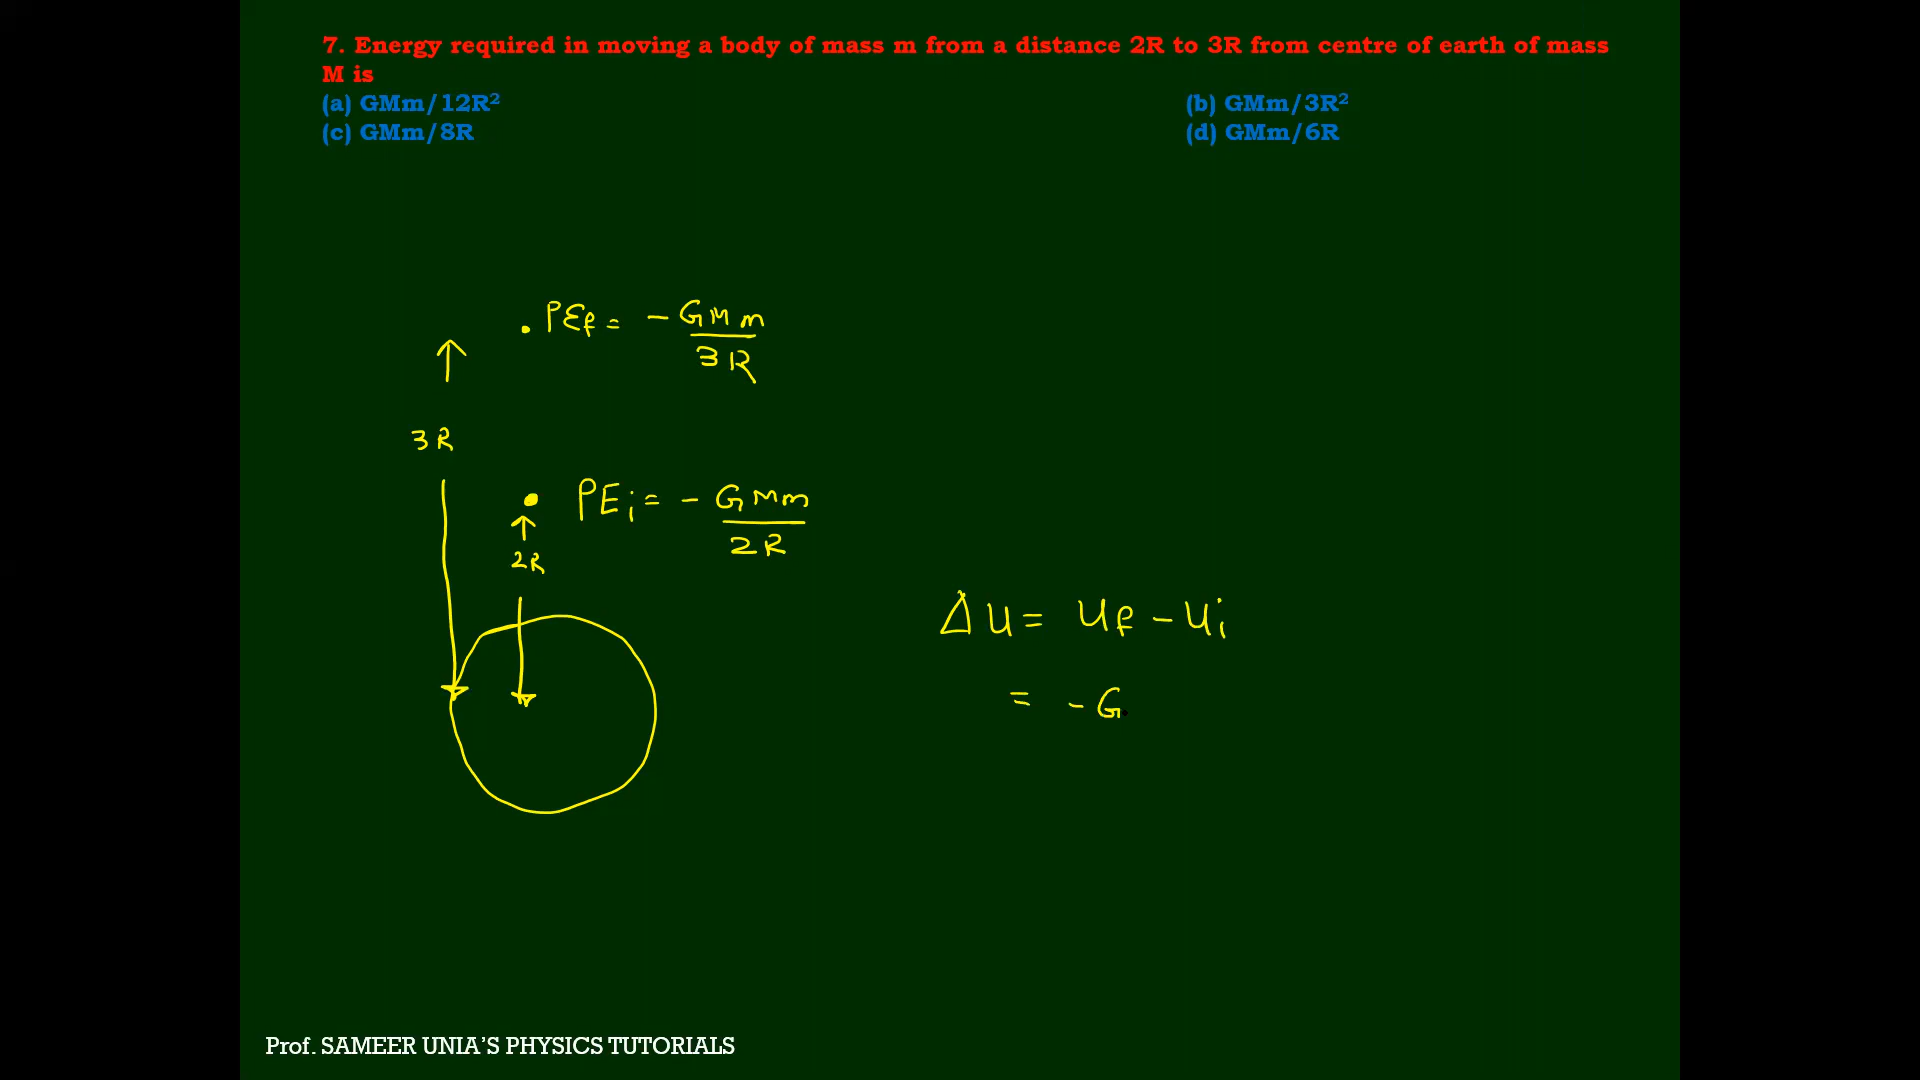 7. Energy required in moving a body of mass m from a distance 2R to 3R from centre of earth of mass
M is
(a) GMm/12R² (b) GMm/3R²
(c) GMm/8R (d) GMm/6R
PEf = - GMm
3R
3R
PEi = - GMm
2R
2R
ΔU = Uf - Ui
= - G
Prof. SAMEER UNIA'S PHYSICS TUTORIALS